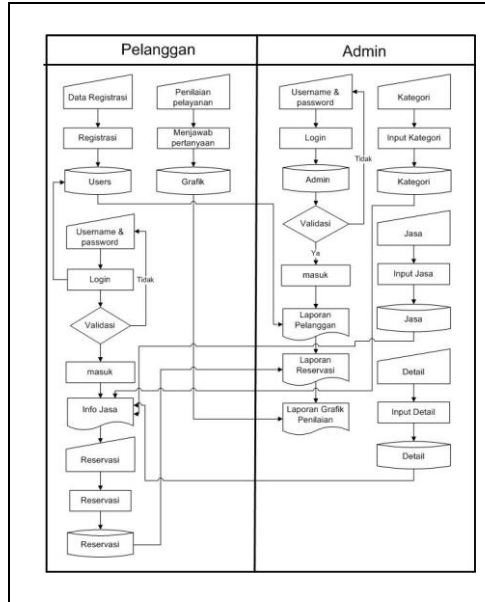 Pelanggan
Data Registrasi
Registrasi
Users
Username &
password
Login
Tidak
Validasi
masuk
Info Jasa
Reservasi
Reservasi
Reservasi
Penilaian
pelayanan
Menjawab
pertanyaan
Grafik
Admin
Username &
password
Login
Tidak
Admin
Validasi
Ya
masuk
Laporan
Pelanggan
Laporan
Reservasi
Laporan Grafik
Penilaian
Kategori
Input Kategori
Kategori
Jasa
Input Jasa
Jasa
Detail
Input Detail
Detail